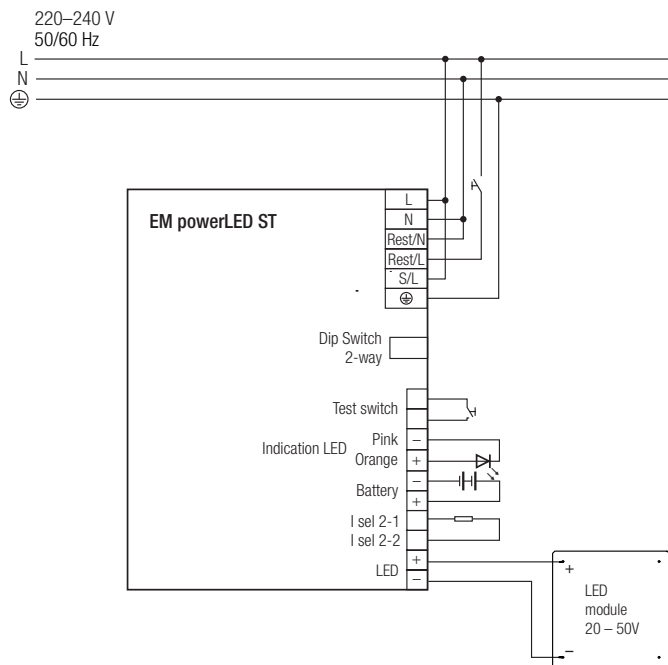 220–240 V
50/60 Hz
L
N
EM powerLED ST
L
N
Rest/N
Rest/L
S/L
Dip Switch
2-way
Test switch
Indication LED
Pink
–
Orange
+
Battery
–
+
I sel 2-1
I sel 2-2
LED
+
–
+
LED
module
20 – 50V
–